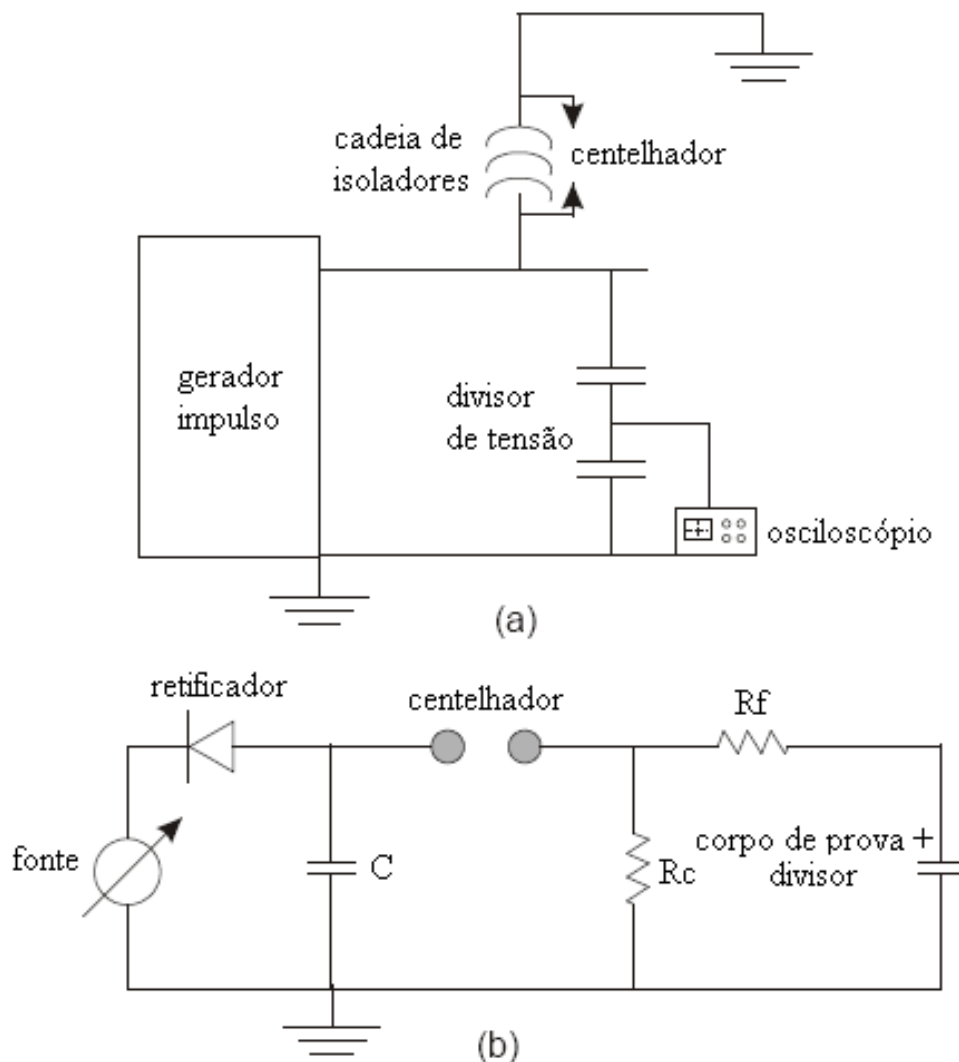 cadeia de
isoladores
centelhador
gerador
impulso
divisor
de tensão
osciloscópio
(a)
retificador
centelhador
Rf
fonte
C
Rc
corpo de prova +
divisor
(b)